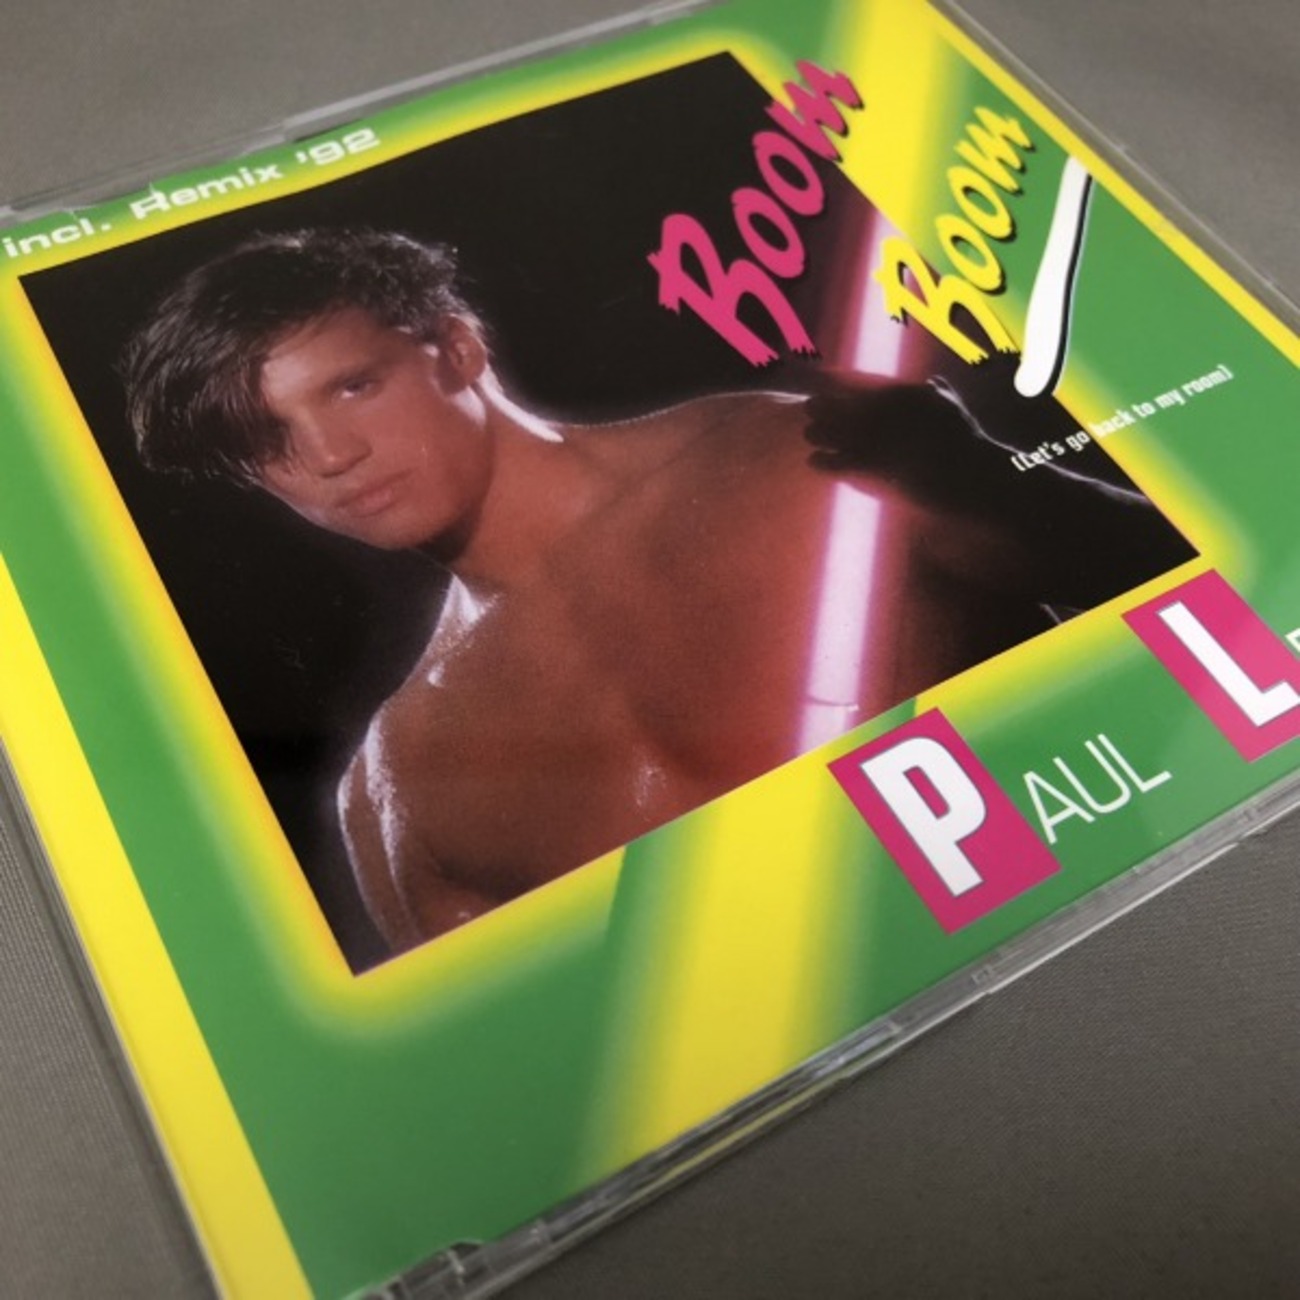 incl. Remix '92
Boom
Boom
(Let's go back to my room)
PAUL L